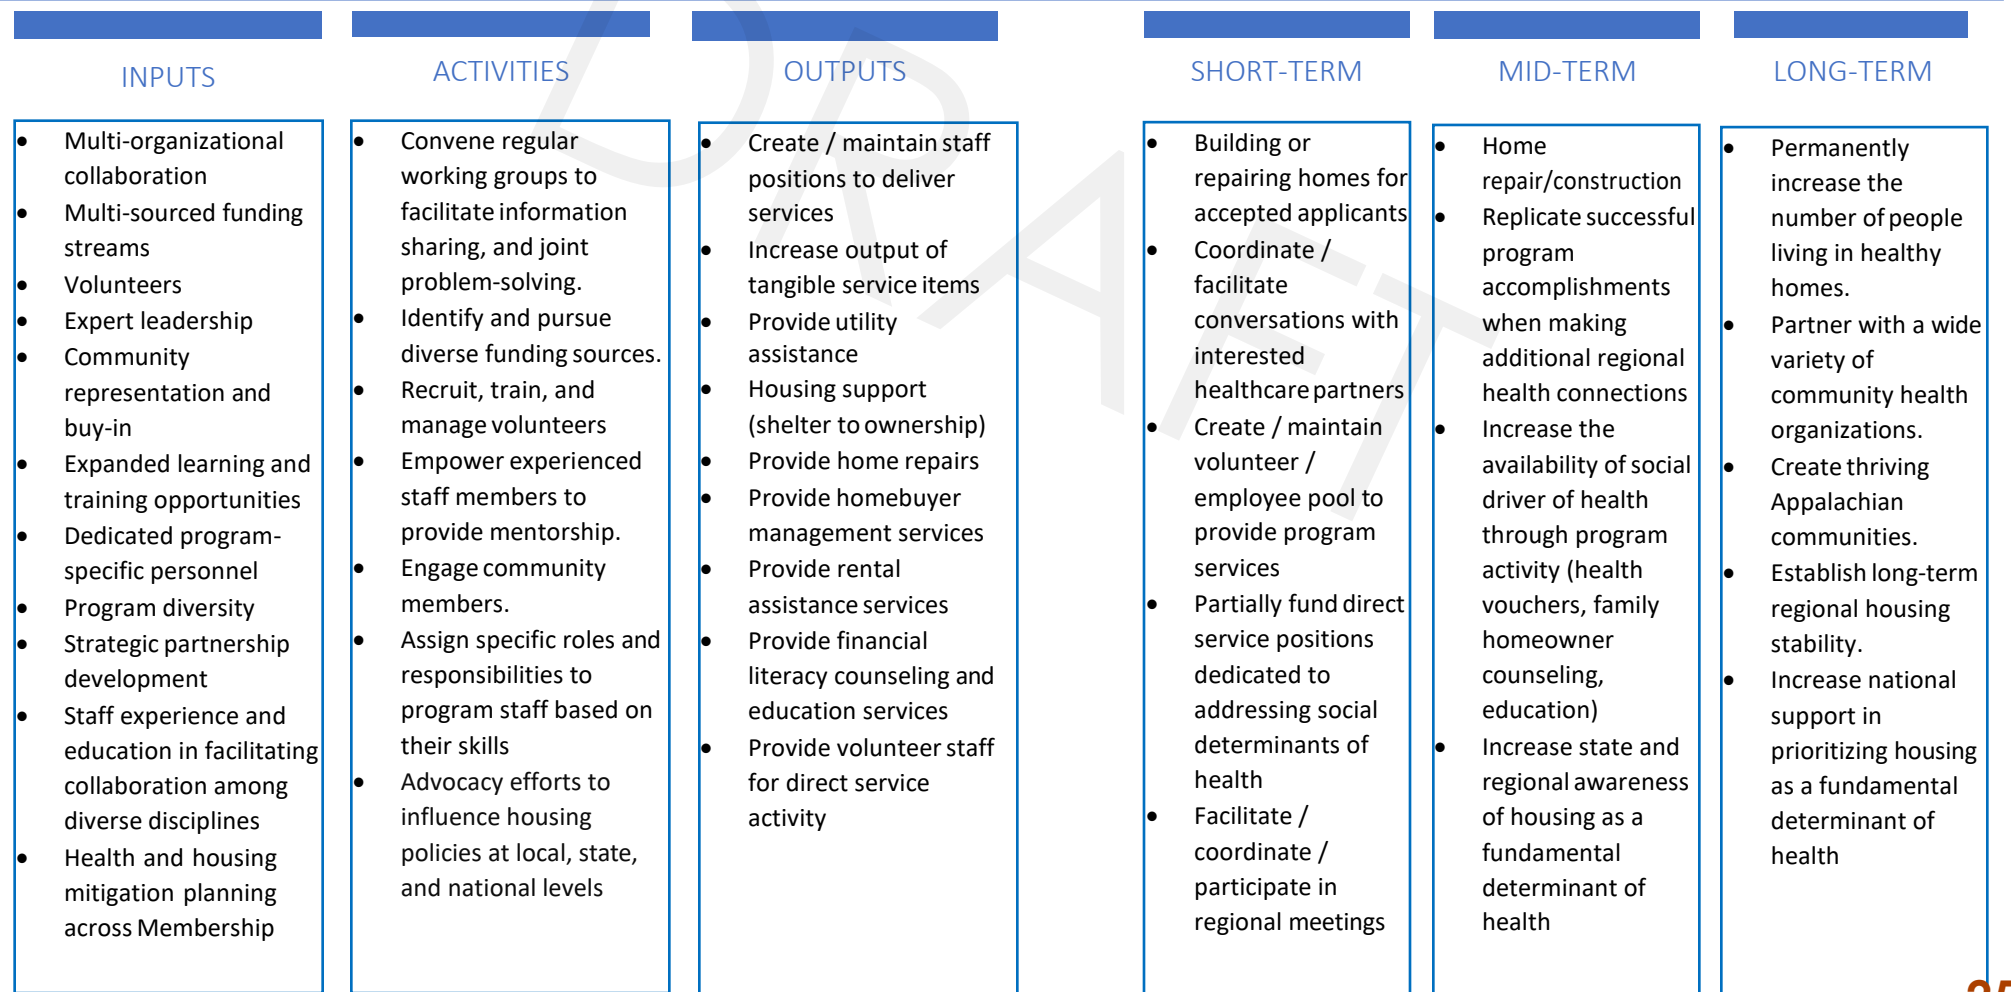 INPUTS
Multi-organizational
collaboration
Multi-sourced funding
streams
Volunteers
Expert leadership
Community
representation and
buy-in
Expanded learning and
training opportunities
Dedicated program-
specific personnel
Program diversity
Strategic partnership
development
Staff experience and
education in facilitating
collaboration among
diverse disciplines
Health and housing
mitigation planning
across Membership
ACTIVITIES
Convene regular
working groups to
facilitate information
sharing, and joint
problem-solving.
Identify and pursue
diverse funding sources.
Recruit, train, and
manage volunteers
Empower experienced
staff members to
provide mentorship.
Engage community
members.
Assign specific roles and
responsibilities to
program staff based on
their skills
Advocacy efforts to
influence housing
policies at local, state,
and national levels
OUTPUTS
Create / maintain staff
positions to deliver
services
Increase output of
tangible service items
Provide utility
assistance
Housing support
(shelter to ownership)
Provide home repairs
Provide homebuyer
management services
Provide rental
assistance services
Provide financial
literacy counseling and
education services
Provide volunteer staff
for direct service
activity
SHORT-TERM
Building or
repairing homes for
accepted applicants
Coordinate /
facilitate
conversations with
interested
healthcare partners
Create / maintain
volunteer /
employee pool to
provide program
services
Partially fund direct
service positions
dedicated to
addressing social
determinants of
health
Facilitate /
coordinate /
participate in
regional meetings
MID-TERM
Home
repair/construction
Replicate successful
program
accomplishments
when making
additional regional
health connections
Increase the
availability of social
driver of health
through program
activity (health
vouchers, family
homeowner
counseling,
education)
Increase state and
regional awareness
of housing as a
fundamental
determinant of
health
LONG-TERM
Permanently
increase the
number of people
living in healthy
homes.
Partner with a wide
variety of
community health
organizations.
Create thriving
Appalachian
communities.
Establish long-term
regional housing
stability.
Increase national
support in
prioritizing housing
as a fundamental
determinant of
health
DRAFT